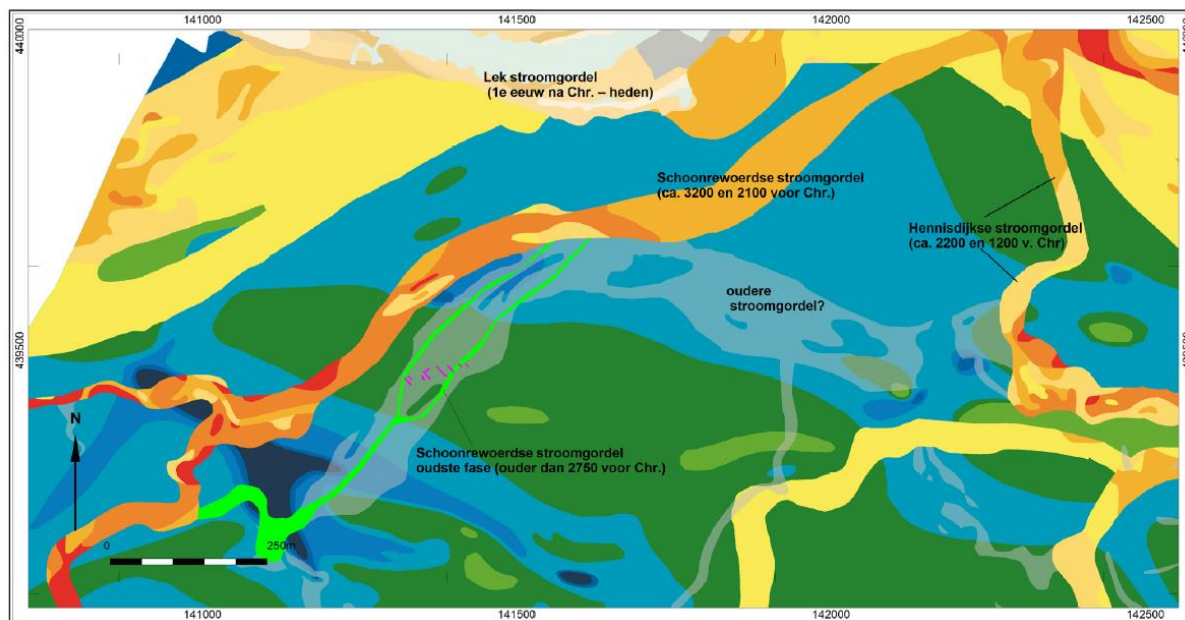 141000 141500 142000 142500
440000
Lek stroomgordel
(1e eeuw na Chr. – heden)
Schoonrewoerdse stroomgordel
(ca. 3200 en 2100 voor Chr.)
Hennisdijkse stroomgordel
(ca. 2200 en 1200 v. Chr)
oudere
stroomgordel?
439500
439500
N
Schoonrewoerdse stroomgordel
oudste fase (ouder dan 2750 voor Chr.)
0 250m
141000 141500 142000 142500